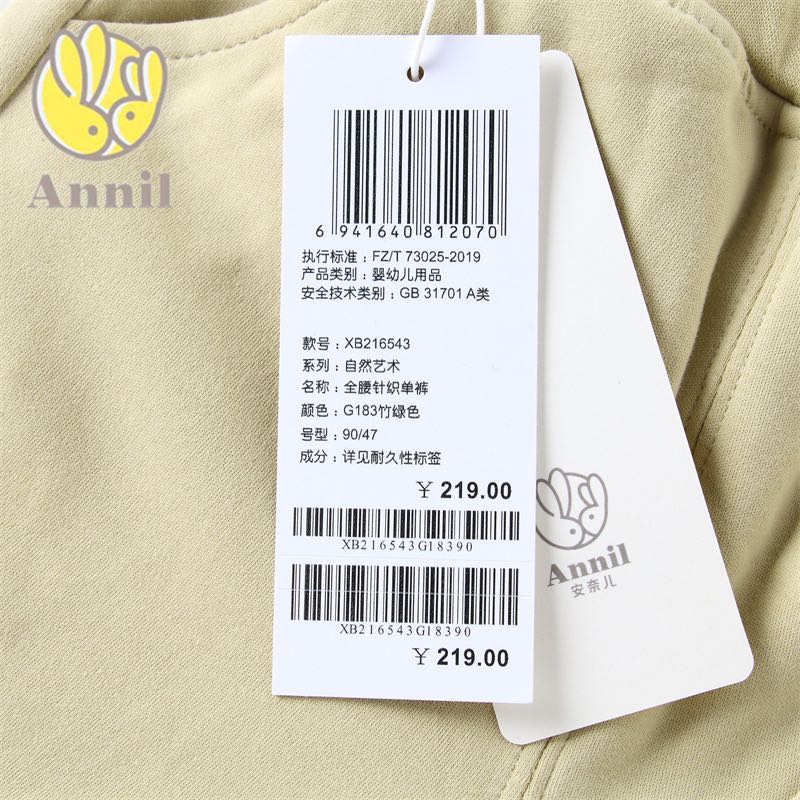 Annil
6 941640 812070
执行标准：FZ/T 73025-2019
产品类别：婴幼儿用品
安全技术类别：GB 31701 A类
款号：XB216543
系列：自然艺术
名称：全腰针织单裤
颜色：G183竹绿色
号型：90/47
成分：详见耐久性标签
¥ 219.00
XB216543G18390
XB216543G18390
¥ 219.00
Annil
安奈儿